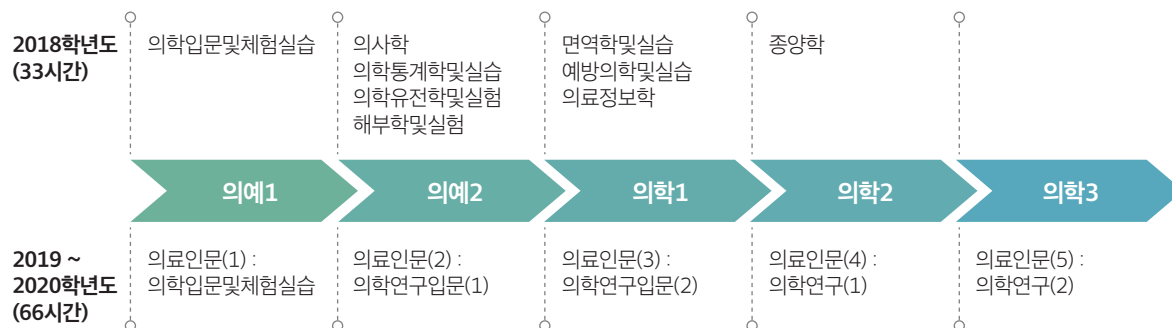 2018학년도
(33시간)
의학입문및체험실습
의사학
의학통계학및실습
의학유전학및실험
해부학및실험
면역학및실습
예방의학및실습
의료정보학
종양학
의예1
의예2
의학1
의학2
의학3
2019 ~
2020학년도
(66시간)
의료인문(1) :
의학입문및체험실습
의료인문(2) :
의학연구입문(1)
의료인문(3) :
의학연구입문(2)
의료인문(4) :
의학연구(1)
의료인문(5) :
의학연구(2)